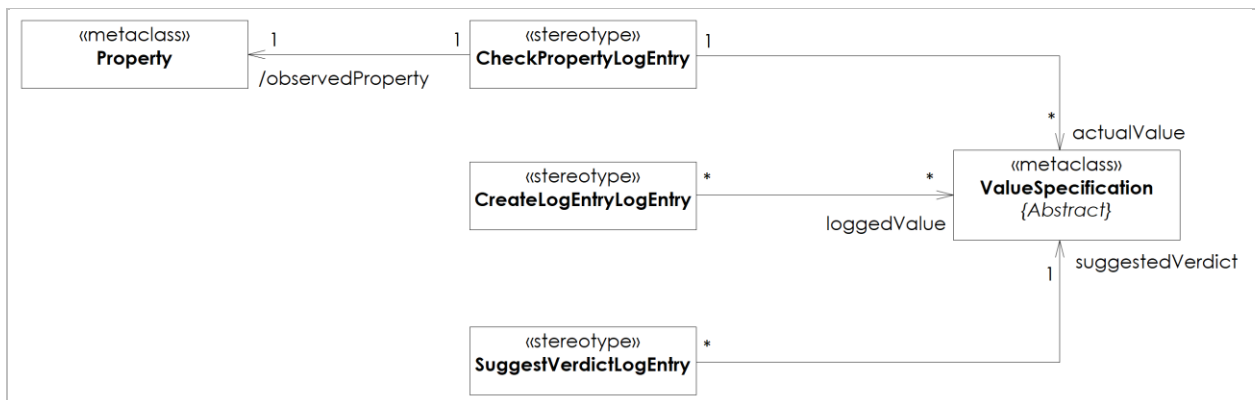 «metaclass»
Property
1
/observedProperty
1
«stereotype»
CheckPropertyLogEntry
1
*
actualValue
«stereotype»
CreateLogEntryLogEntry
*
*
loggedValue
«metaclass»
ValueSpecification
{Abstract}
suggestedVerdict
1
«stereotype»
SuggestVerdictLogEntry
*